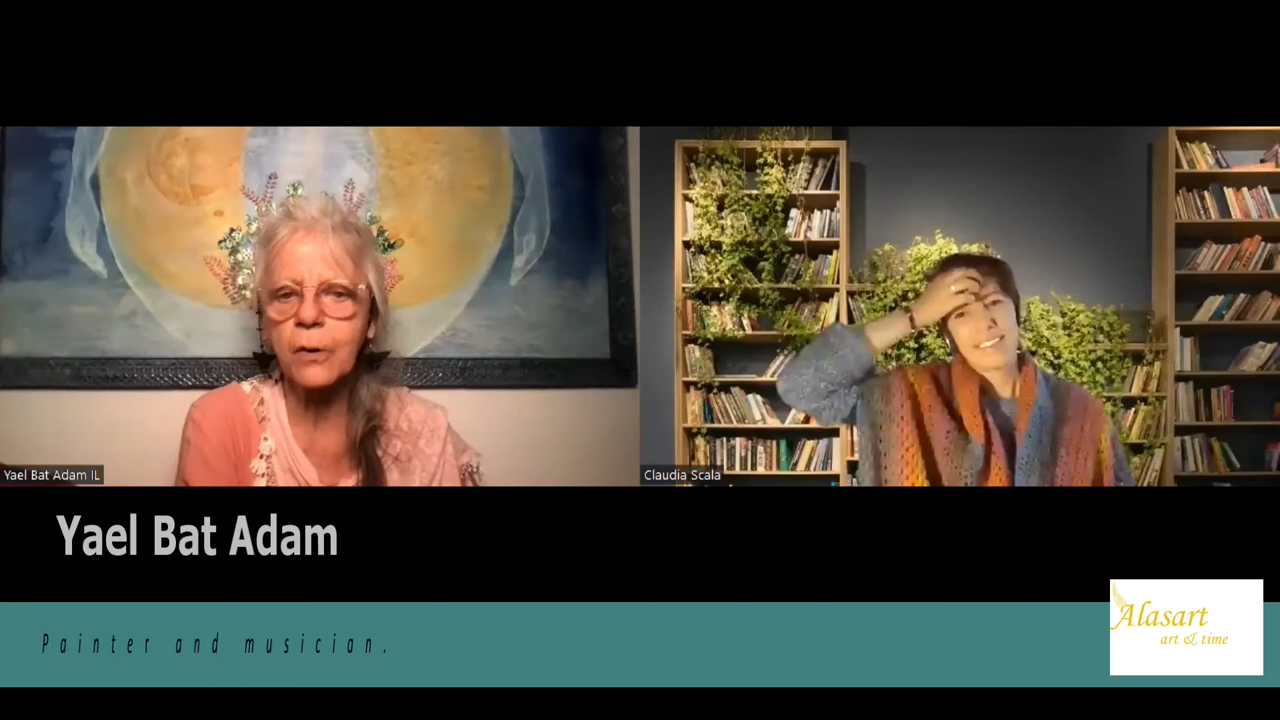 Yael Bat Adam IL
Claudia Scala
Yael Bat Adam
Painter and musician.
Alasart
art & time